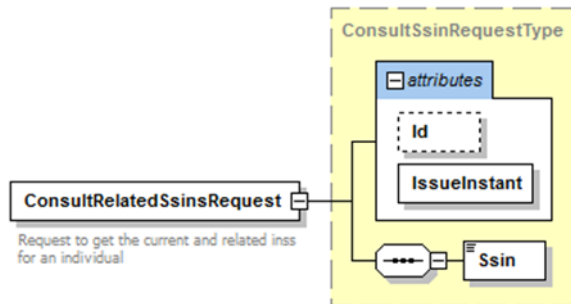 ConsultSsinRequestType
attributes
Id
IssueInstant
ConsultRelatedSsinsRequest
Request to get the current and related inss
for an individual
Ssin